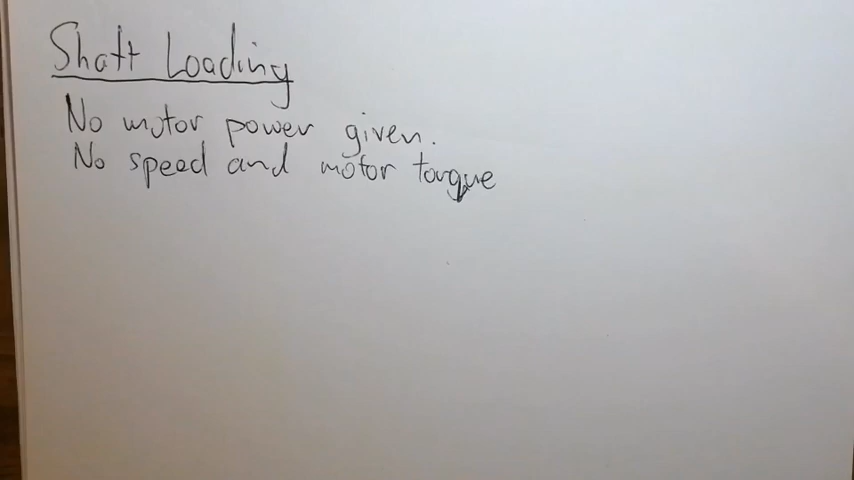 Shaft Loading
No motor power given.
No speed and motor torque